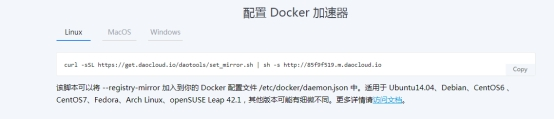 配置 Docker 加速器
Linux MacOS Windows
curl -sSL https://get.daocloud.io/daotools/set_mirror.sh | sh -s http://85f9f519.m.daocloud.io
Copy
该脚本可以将 --registry-mirror 加入到你的 Docker 配置文件 /etc/docker/daemon.json 中。适用于 Ubuntu14.04、Debian、CentOS6 、
CentOS7、Fedora、Arch Linux、openSUSE Leap 42.1，其他版本可能有细微不同。更多详情请访问文档。